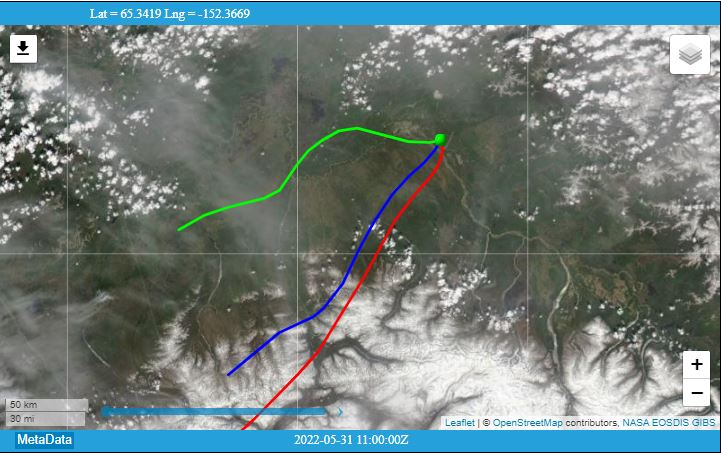 Lat = 65.3419 Lng = -152.3669
+
−
50 km
30 mi
Leaflet | © OpenStreetMap contributors, NASA EOSDIS GIBS
MetaData
2022-05-31 11:00:00Z